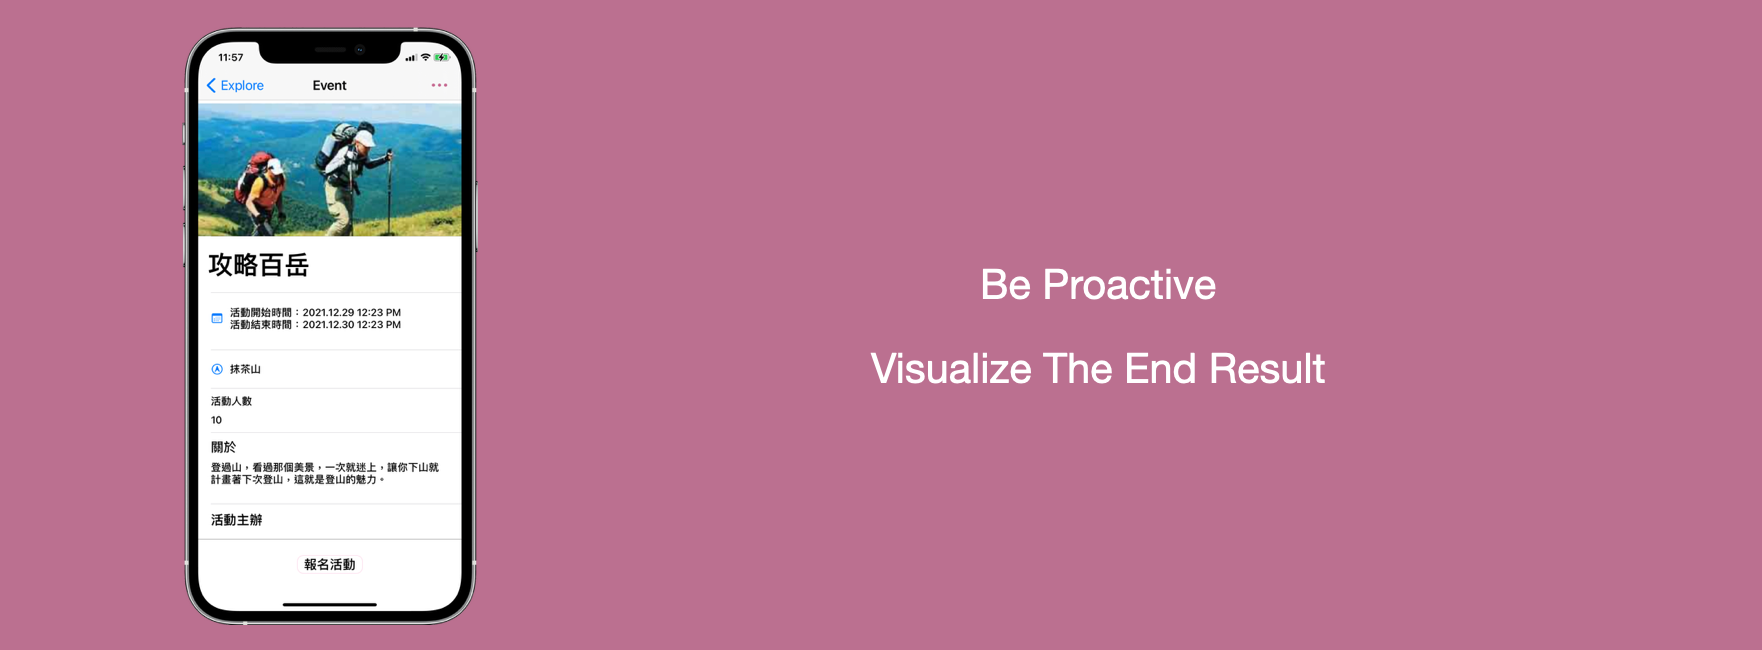 11:57
Explore
Event
攻略百岳
活動開始時間：2021.12.29 12:23 PM
活動結束時間：2021.12.30 12:23 PM
抹茶山
活動人數
10
關於
登過山，看過那個美景，一次就迷上，讓你下山就
計畫著下次登山，這就是登山的魅力。
活動主辦
報名活動
Be Proactive
Visualize The End Result